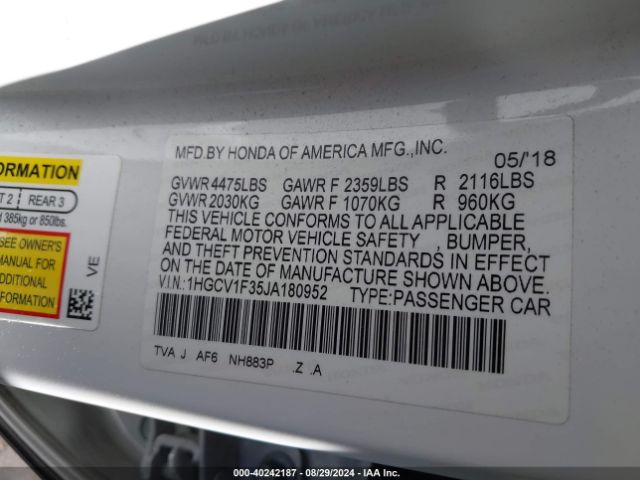 MFD.BY HONDA OF AMERICA MFG.,INC. 05/'18
GVWR 4475LBS GAWR F 2359LBS R 2116LBS
GVWR 2030KG GAWR F 1070KG R 960KG
THIS VEHICLE CONFORMS TO ALL APPLICABLE
FEDERAL MOTOR VEHICLE SAFETY , BUMPER,
AND THEFT PREVENTION STANDARDS IN EFFECT
ON THE DATE OF MANUFACTURE SHOWN ABOVE.
V.I.N.: 1HGCV1F35JA180952 TYPE:PASSENGER CAR
TVA J AF6 NH883P .Z .A
REAR 3
385kg or 850lbs.
SEE OWNER'S
MANUAL FOR
ADDITIONAL
VE
000-40242187 - 08/29/2024 - IAA Inc.